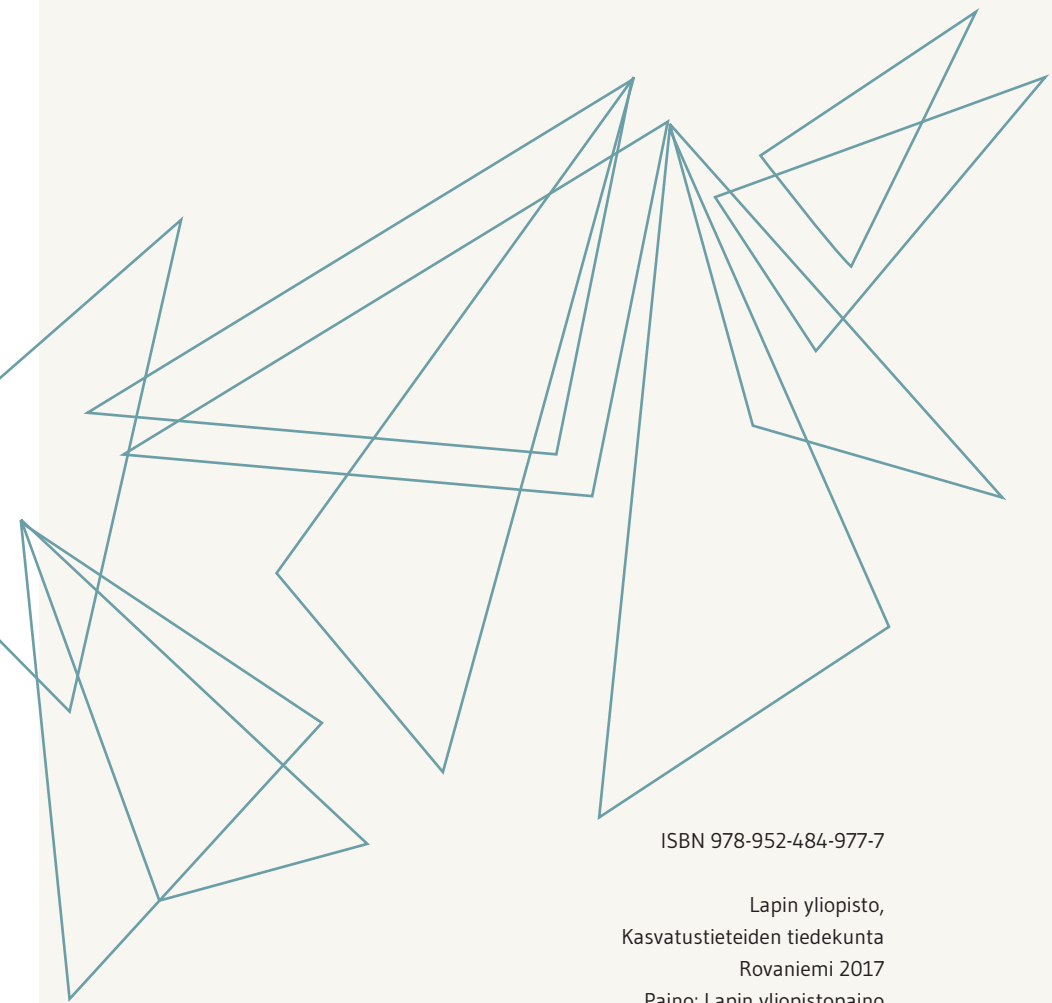 ISBN 978-952-484-977-7
Lapin yliopisto,
Kasvatustieteiden tiedekunta
Rovaniemi 2017
Paino: Lapin yliopistopaino